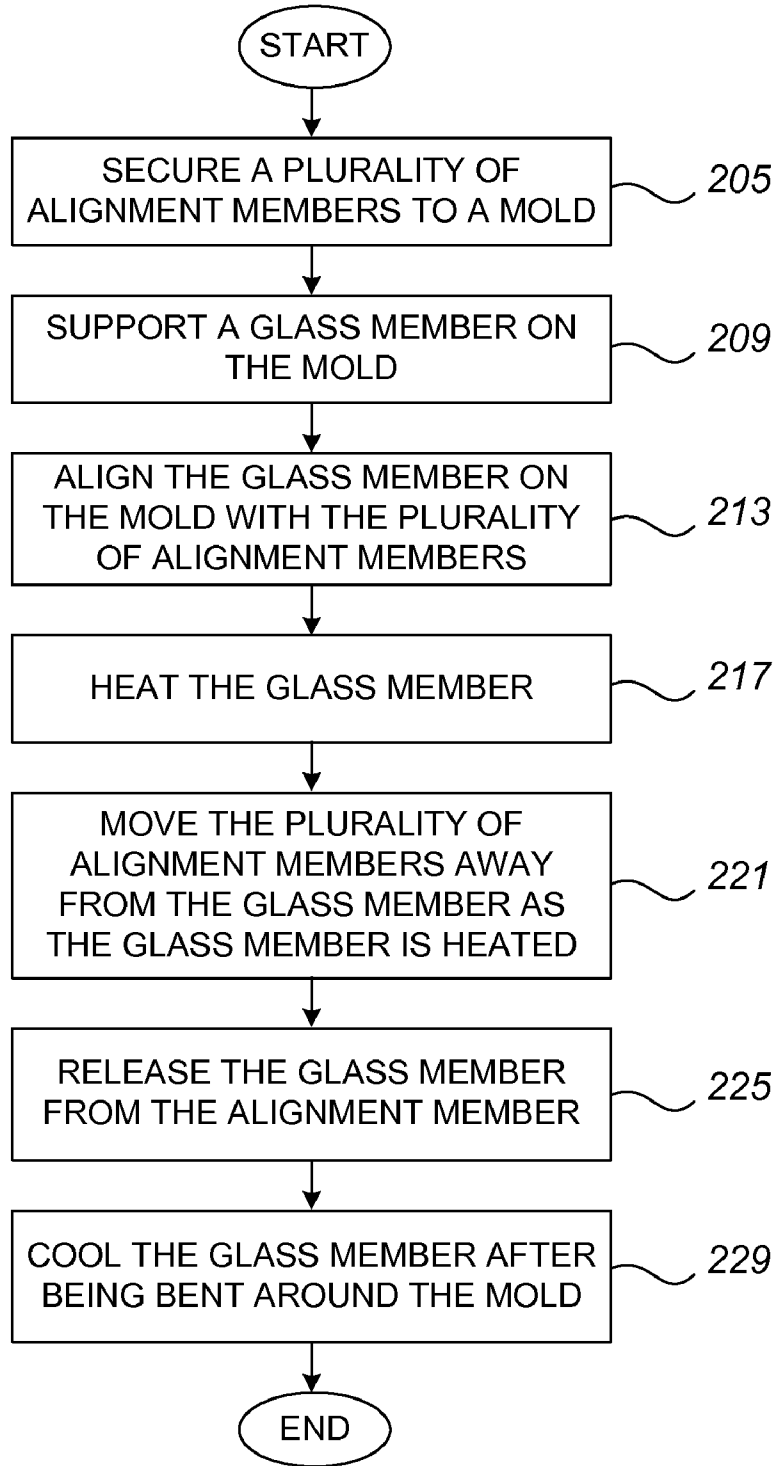 START
SECURE A PLURALITY OF
ALIGNMENT MEMBERS TO A MOLD
205
SUPPORT A GLASS MEMBER ON
THE MOLD
209
ALIGN THE GLASS MEMBER ON
THE MOLD WITH THE PLURALITY
OF ALIGNMENT MEMBERS
213
HEAT THE GLASS MEMBER
217
MOVE THE PLURALITY OF
ALIGNMENT MEMBERS AWAY
FROM THE GLASS MEMBER AS
THE GLASS MEMBER IS HEATED
221
RELEASE THE GLASS MEMBER
FROM THE ALIGNMENT MEMBER
225
COOL THE GLASS MEMBER AFTER
BEING BENT AROUND THE MOLD
229
END